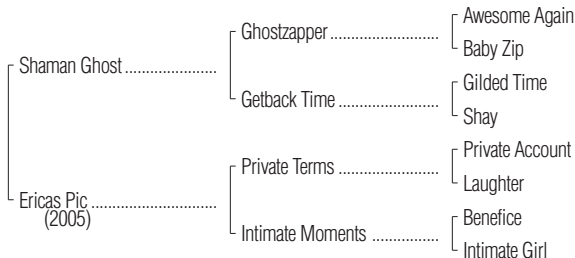 Awesome Again
Ghostzapper
Baby Zip
Shaman Ghost
Gilded Time
Getback Time
Shay
Private Account
Private Terms
Laughter
Ericas Pic
(2005)
Benefice
Intimate Moments
Intimate Girl